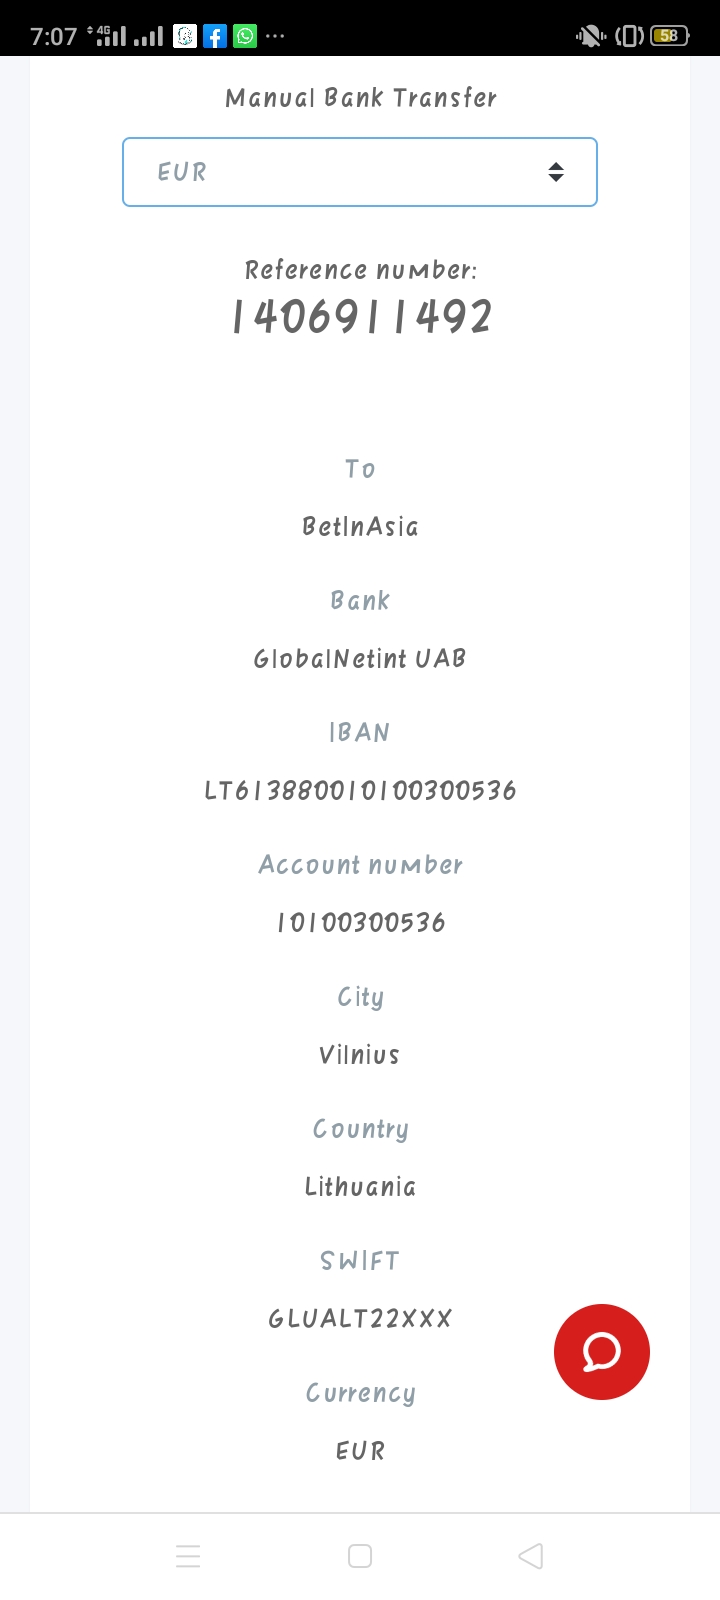 7:07 4G 58
Manual Bank Transfer
EUR
Reference number:
1406911492
To
BetInAsia
Bank
GlobalNetint UAB
IBAN
LT613880010100300536
Account number
10100300536
City
Vilnius
Country
Lithuania
SWIFT
GLUALT22XXX
Currency
EUR